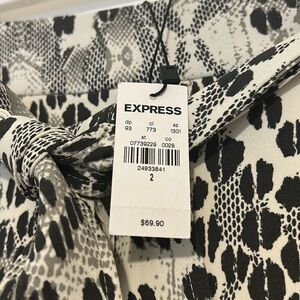 EXPRESS
dp cl sz
93 773 1301
st co
07739229 0028
24933841
2
$69.90